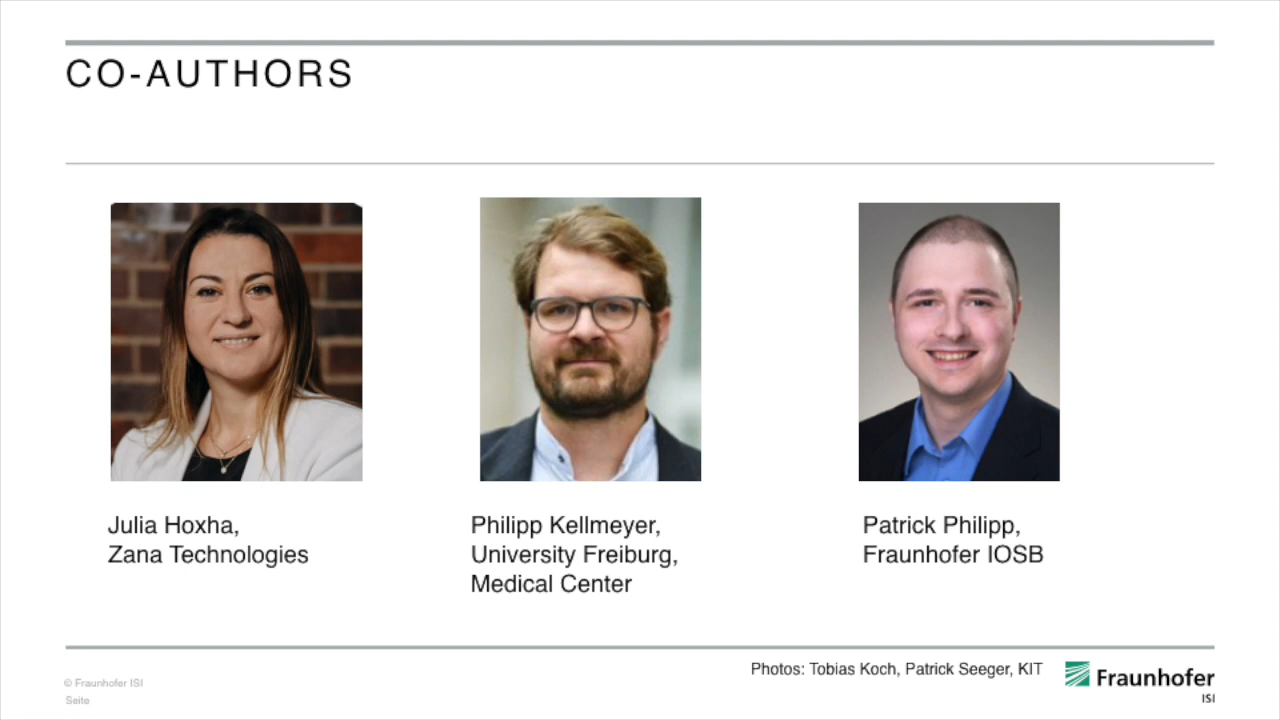 CO-AUTHORS
Julia Hoxha,
Zana Technologies
Philipp Kellmeyer,
University Freiburg,
Medical Center
Patrick Philipp,
Fraunhofer IOSB
Photos: Tobias Koch, Patrick Seeger, KIT
Fraunhofer
ISI
© Fraunhofer ISI
Seite